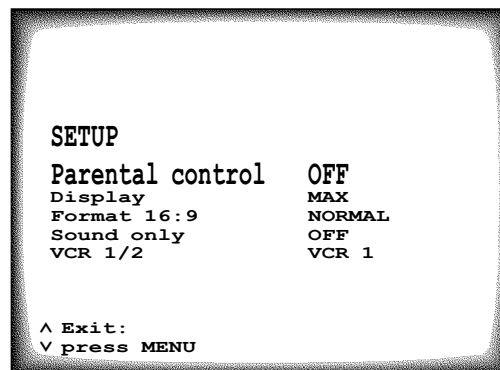 SETUP
Parental control OFF
Display MAX
Format 16:9 NORMAL
Sound only OFF
VCR 1/2 VCR 1
∧ Exit:
∨ press MENU